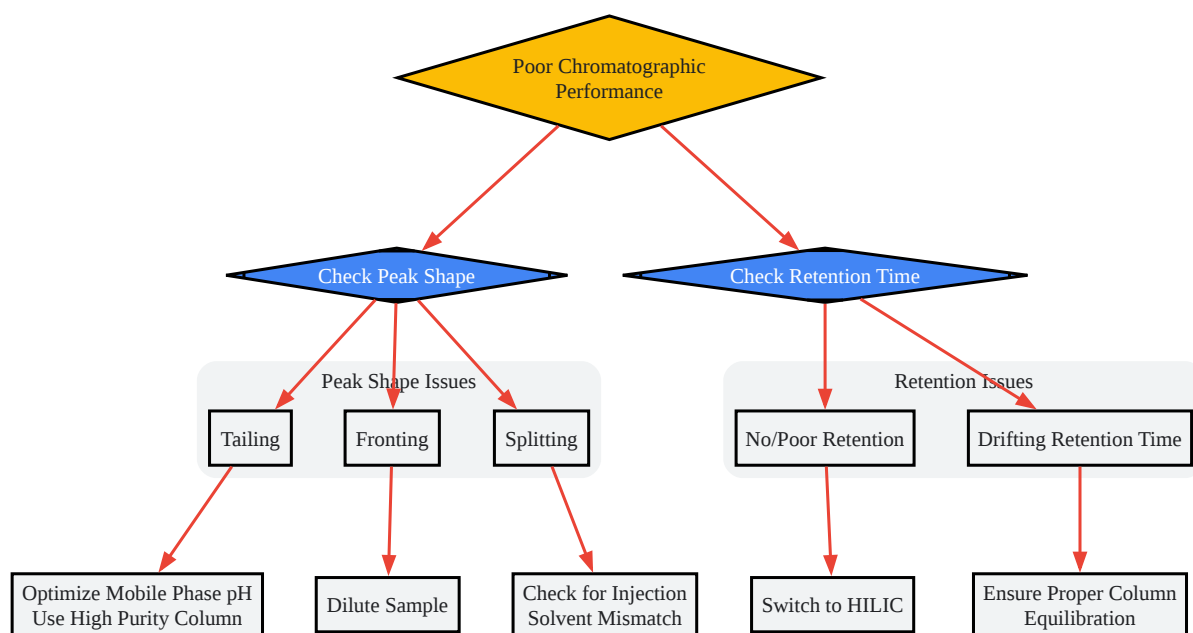 Poor Chromatographic
Performance
Check Peak Shape
Check Retention Time
Peak Shape Issues
Retention Issues
Tailing
Fronting
Splitting
No/Poor Retention
Drifting Retention Time
Optimize Mobile Phase pH
Use High Purity Column
Dilute Sample
Check for Injection
Solvent Mismatch
Switch to HILIC
Ensure Proper Column
Equilibration